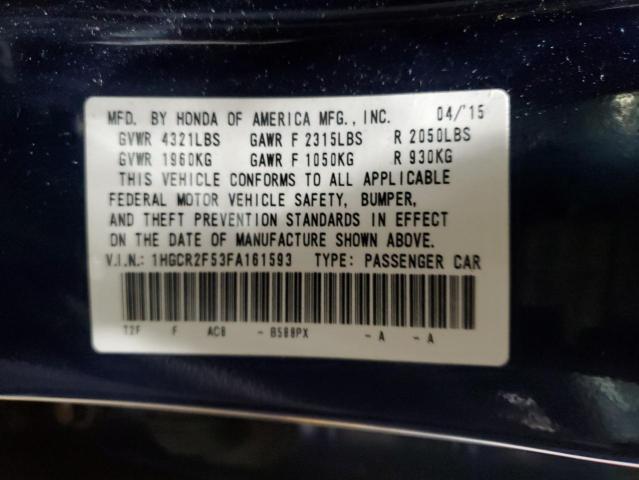 MFD. BY HONDA OF AMERICA MFG., INC. 04/'15
GVWR 4321LBS GAWR F 2315LBS R 2050LBS
GVWR 1960KG GAWR F 1050KG R 930KG
THIS VEHICLE CONFORMS TO ALL APPLICABLE
FEDERAL MOTOR VEHICLE SAFETY, BUMPER,
AND THEFT PREVENTION STANDARDS IN EFFECT
ON THE DATE OF MANUFACTURE SHOWN ABOVE.
V.I.N.: 1HGCR2F53FA161593 TYPE: PASSENGER CAR
T2F F AC8 - B588PX - A - A